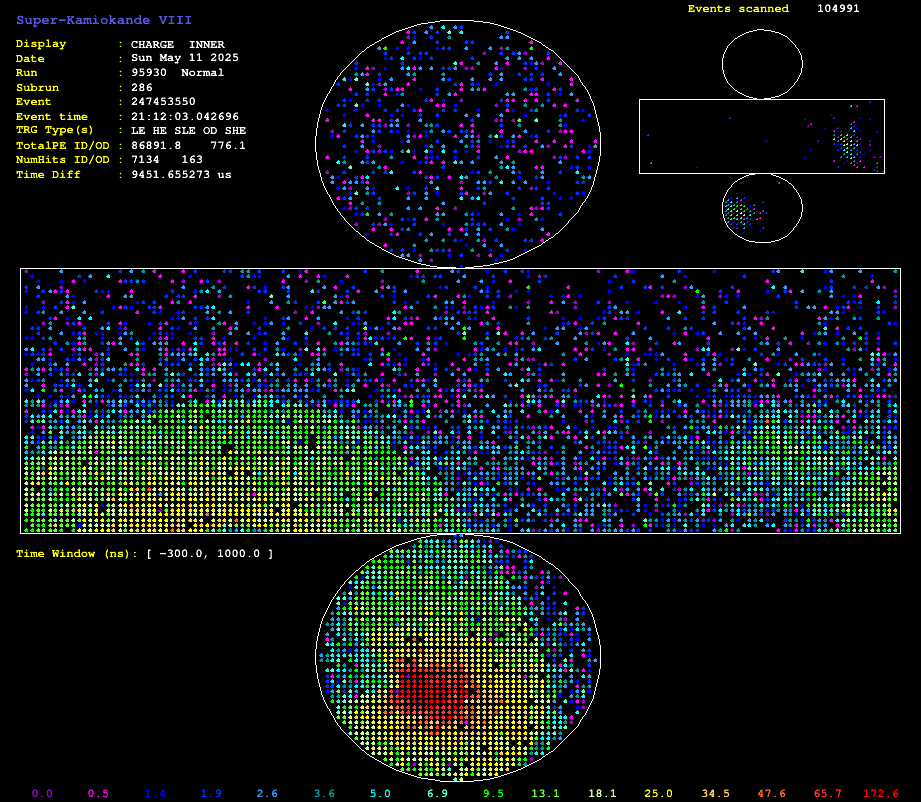 Super-Kamiokande VIII
Events scanned 104991
Display : CHARGE INNER
Date : Sun May 11 2025
Run : 95930 Normal
Subrun : 286
Event : 247453550
Event time : 21:12:03.042696
TRG Type(s) : LE HE SLE OD SHE
TotalPE ID/OD : 86891.8 776.1
NumHits ID/OD : 7134 163
Time Diff : 9451.655273 us
Time Window (ns): [ −300.0, 1000.0 ]
0.0 0.5 1.4 1.9 2.6 3.6 5.0 6.9 9.5 13.1 18.1 25.0 34.5 47.6 65.7 172.6